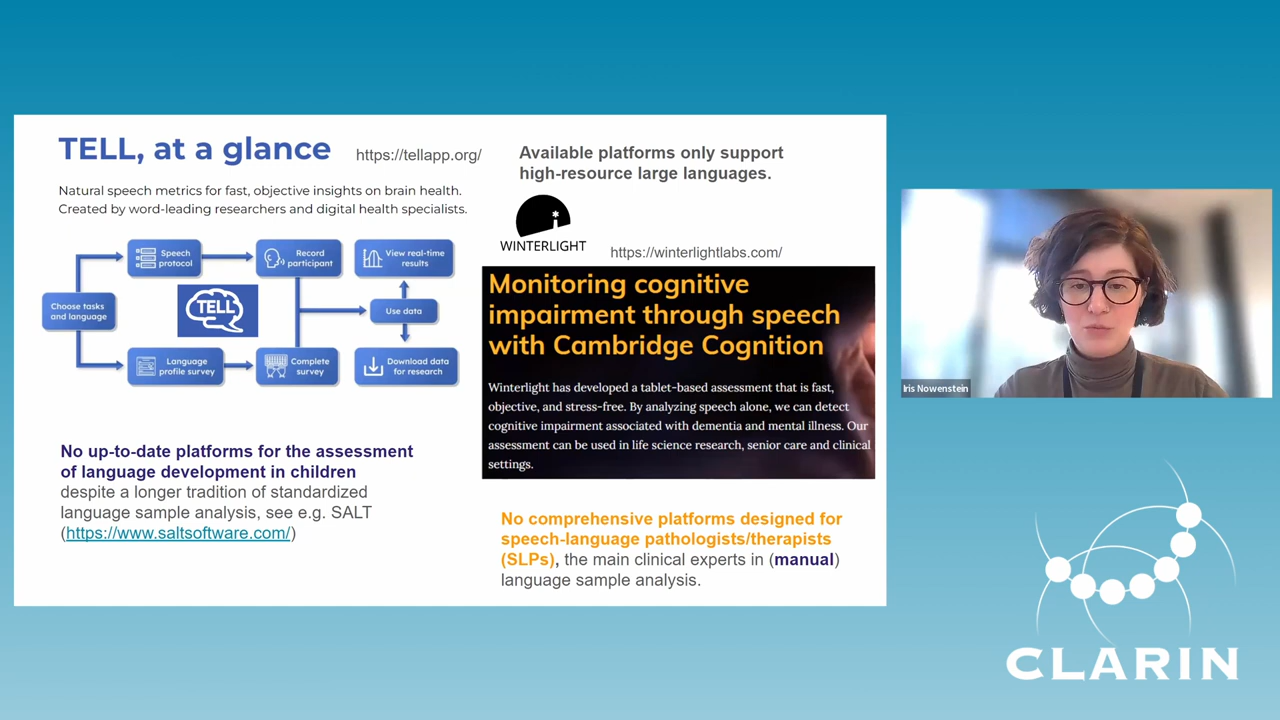 TELL, at a glance
https://tellapp.org/
Natural speech metrics for fast, objective insights on brain health.
Created by word-leading researchers and digital health specialists.
Choose tasks
and language
Speech
protocol
Record
participant
View real-time
results
TELL
Use data
Language
profile survey
Complete
survey
Download data
for research
No up-to-date platforms for the assessment
of language development in children
despite a longer tradition of standardized
language sample analysis, see e.g. SALT
(https://www.saltsoftware.com/)
Available platforms only support
high-resource large languages.
WINTERLIGHT
https://winterlightlabs.com/
Monitoring cognitive
impairment through speech
with Cambridge Cognition
Winterlight has developed a tablet-based assessment that is fast,
objective, and stress-free. By analyzing speech alone, we can detect
cognitive impairment associated with dementia and mental illness. Our
assessment can be used in life science research, senior care and clinical
settings.
No comprehensive platforms designed for
speech-language pathologists/therapists
(SLPs), the main clinical experts in (manual)
language sample analysis.
Iris Nowenstein
CLARIN